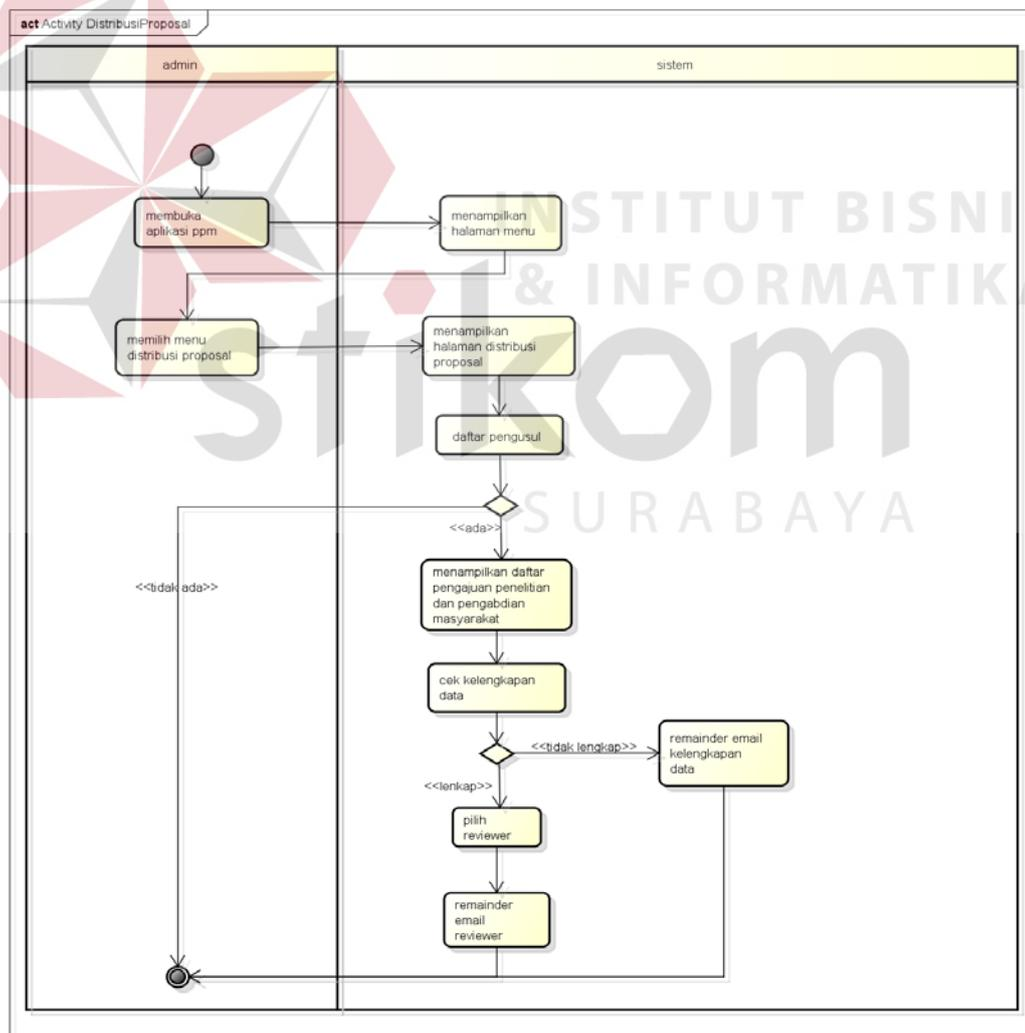 act Activity DistribusiProposal
admin
sistem
membuka
aplikasi ppm
menampilkan
halaman menu
INSTITUT BISNI
& INFORMATIK
memilih menu
distribusi proposal
menampilkan
halaman distribusi
proposal
stikom
daftar pengusul
SURABAYA
<<ada>>
<<tidak ada>>
menampilkan daftar
pengajuan penelitian
dan pengabdian
masyarakat
cek kelengkapan
data
<<tidak lengkap>>
remainder email
kelengkapan
data
<<lenkap>>
pilih
reviewer
remainder
email
reviewer